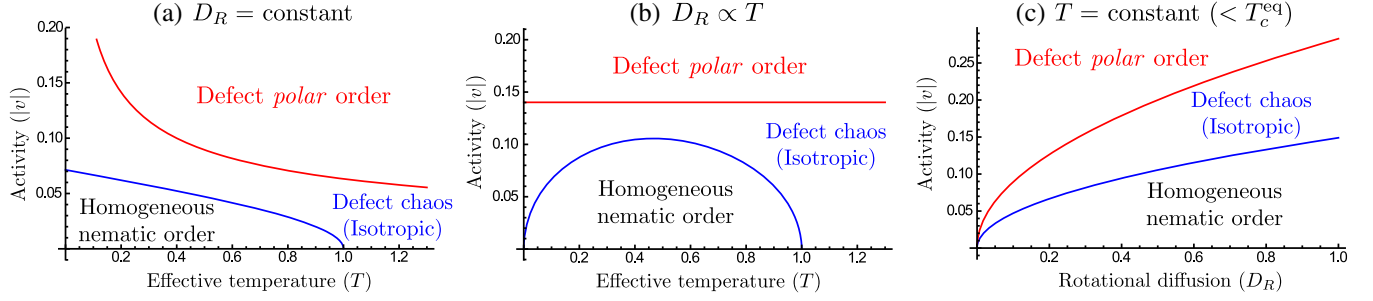 (a) D_R = constant
0.20
0.15
0.10
0.05
Activity (|v|)
Defect polar order
Homogeneous
nematic order
Defect chaos
(Isotropic)
0.2 0.4 0.6 0.8 1.0 1.2
Effective temperature (T)
(b) D_R ∝ T
0.20
0.15
0.10
0.05
Activity (|v|)
Defect polar order
Defect chaos
(Isotropic)
Homogeneous
nematic order
0.2 0.4 0.6 0.8 1.0 1.2
Effective temperature (T)
(c) T = constant (< T_c^eq)
0.25
0.20
0.15
0.10
0.05
Activity (|v|)
Defect polar order
Defect chaos
(Isotropic)
Homogeneous
nematic order
0.2 0.4 0.6 0.8 1.0
Rotational diffusion (D_R)